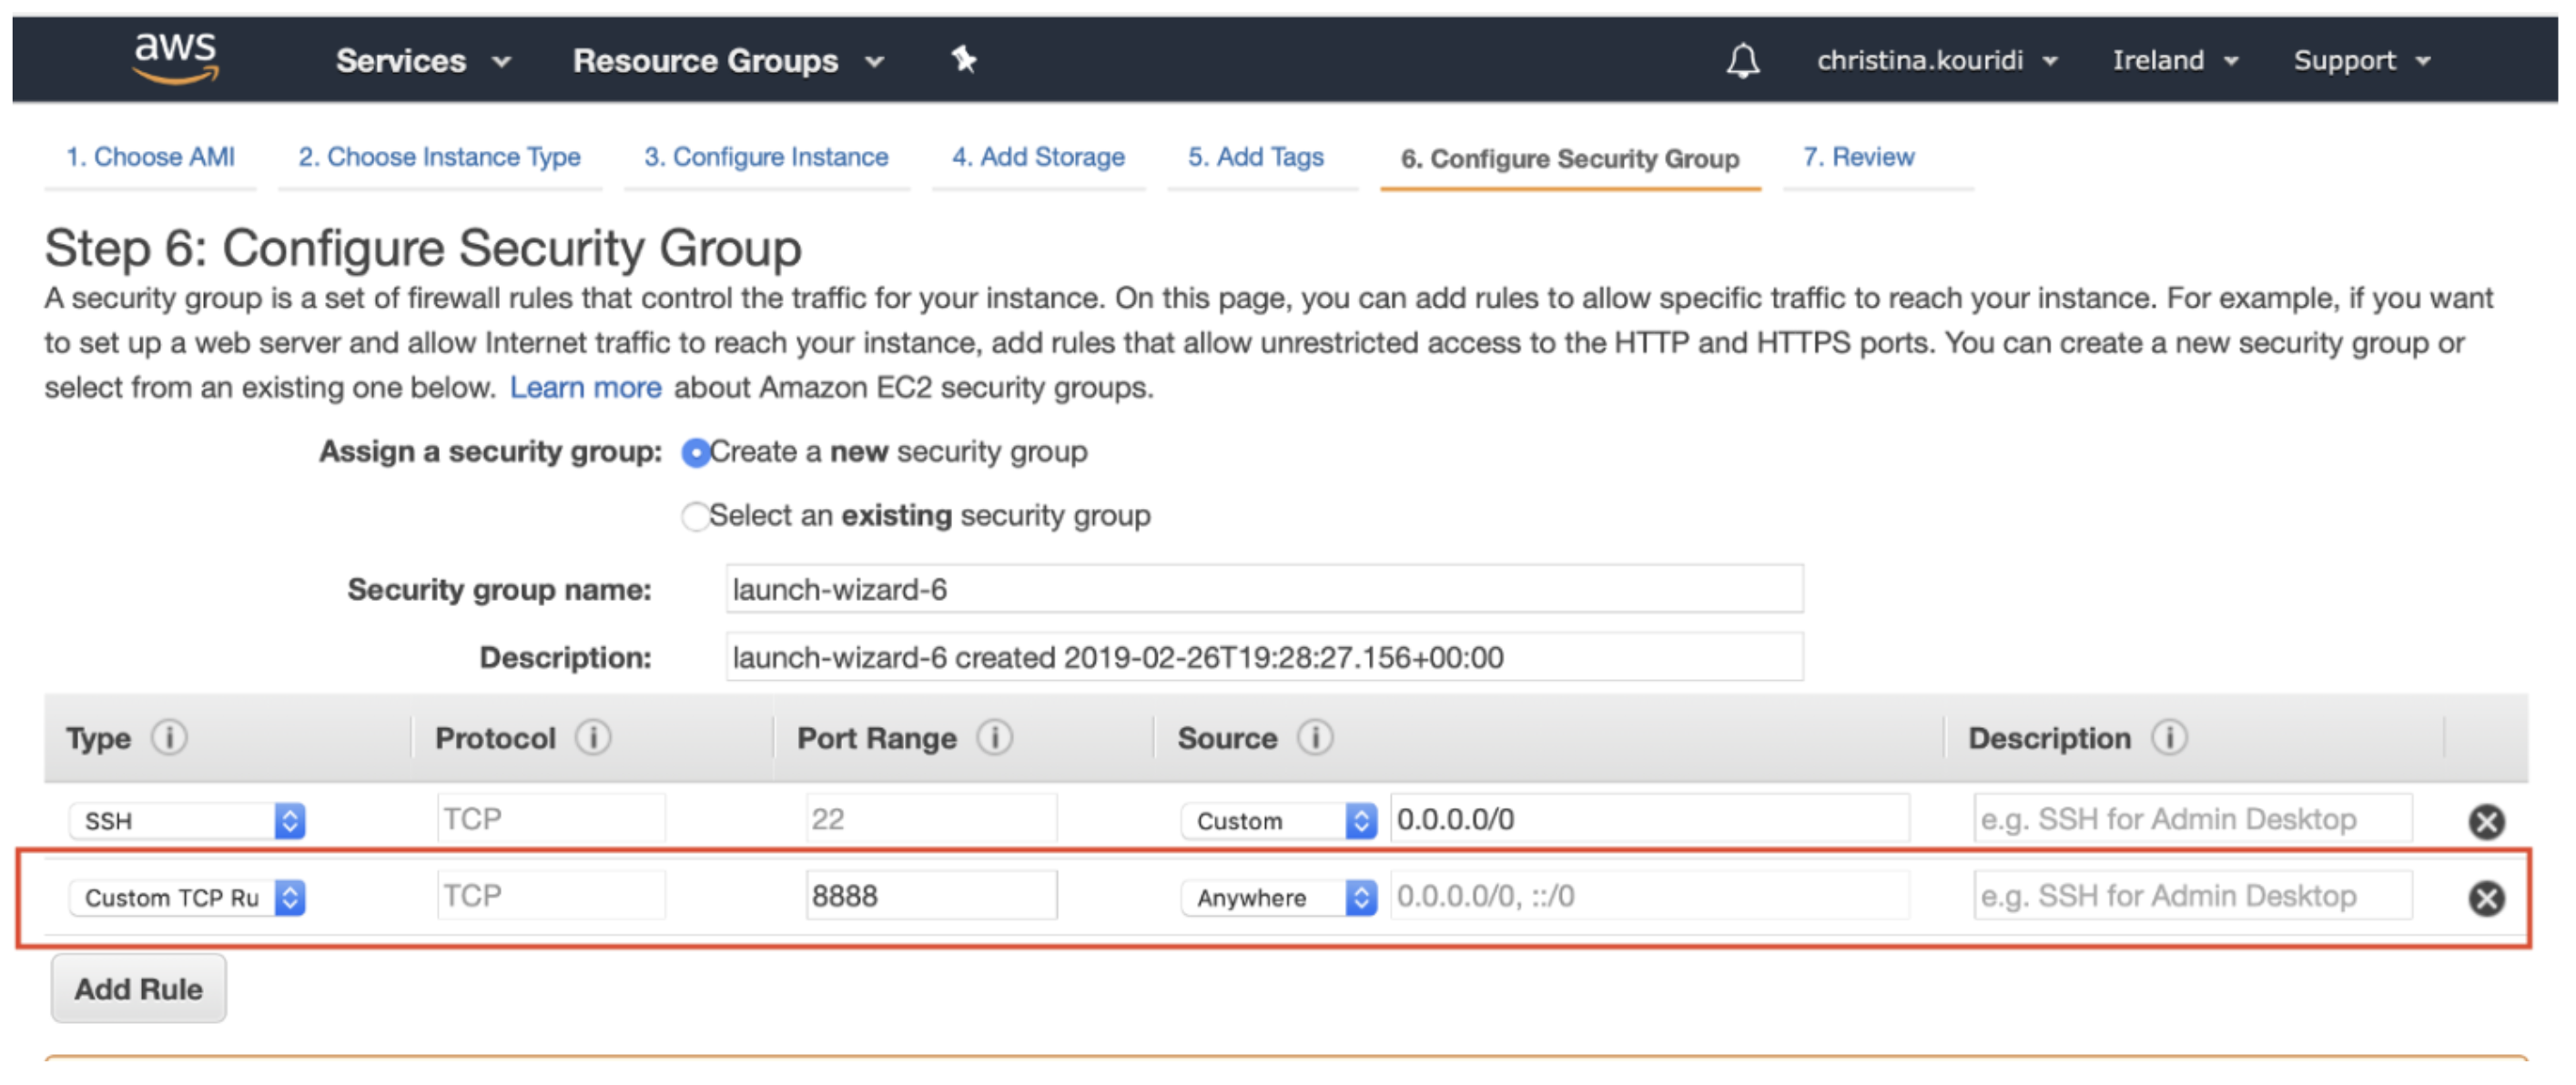 aws Services Resource Groups christina.kouridi Ireland Support
1. Choose AMI 2. Choose Instance Type 3. Configure Instance 4. Add Storage 5. Add Tags 6. Configure Security Group 7. Review
Step 6: Configure Security Group
A security group is a set of firewall rules that control the traffic for your instance. On this page, you can add rules to allow specific traffic to reach your instance. For example, if you want
to set up a web server and allow Internet traffic to reach your instance, add rules that allow unrestricted access to the HTTP and HTTPS ports. You can create a new security group or
select from an existing one below. Learn more about Amazon EC2 security groups.
Assign a security group: Create a new security group
Select an existing security group
Security group name: launch-wizard-6
Description: launch-wizard-6 created 2019-02-26T19:28:27.156+00:00
Type i Protocol i Port Range i Source i Description i
SSH TCP 22 Custom 0.0.0.0/0 e.g. SSH for Admin Desktop
Custom TCP Ru TCP 8888 Anywhere 0.0.0.0/0, ::/0 e.g. SSH for Admin Desktop
Add Rule